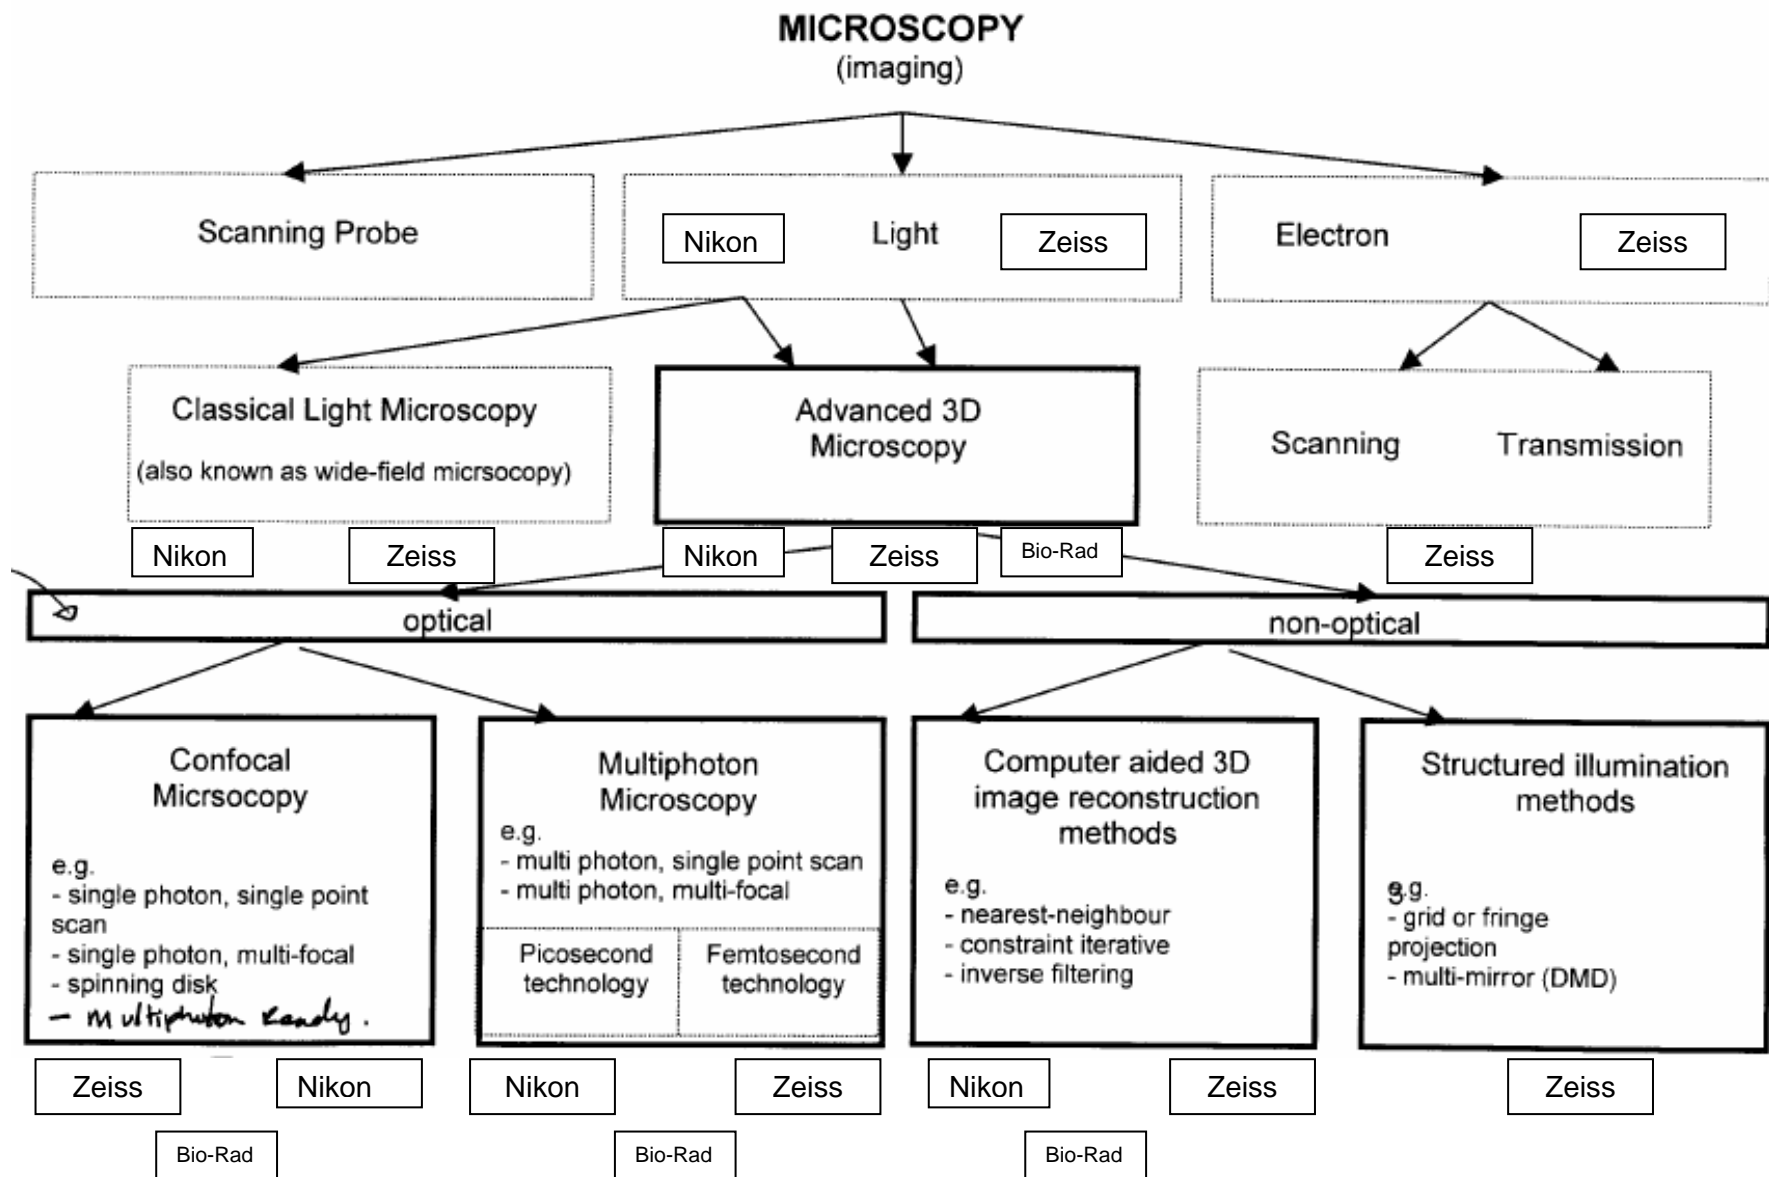 MICROSCOPY
(imaging)
Scanning Probe
Nikon
Light
Zeiss
Electron
Zeiss
Classical Light Microscopy
(also known as wide-field micrsocopy)
Advanced 3D
Microscopy
Scanning
Transmission
Nikon
Zeiss
Nikon
Zeiss
Bio-Rad
Zeiss
optical
non-optical
Confocal
Micrsocopy
e.g.
- single photon, single point
scan
- single photon, multi-focal
- spinning disk
- Multiphoton
Multiphoton
Microscopy
e.g.
- multi photon, single point scan
- multi photon, multi-focal
Picosecond
technology
Femtosecond
technology
Computer aided 3D
image reconstruction
methods
e.g.
- nearest-neighbour
- constraint iterative
- inverse filtering
Structured illumination
methods
e.g.
- grid or fringe
projection
- multi-mirror (DMD)
Zeiss
Nikon
Nikon
Zeiss
Nikon
Zeiss
Zeiss
Bio-Rad
Bio-Rad
Bio-Rad